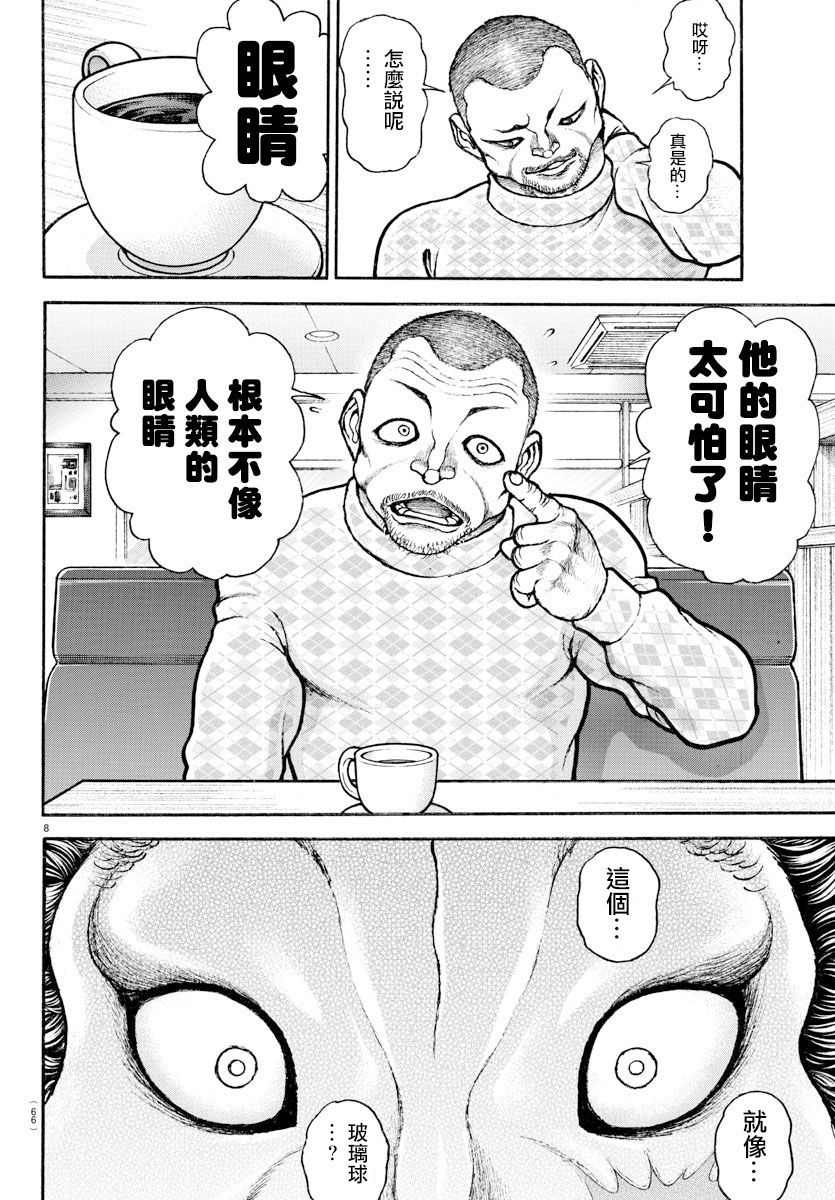 哎呀…
真是的…
怎麼說呢
……
眼睛
他的眼睛
太可怕了！
根本不像
人類的
眼睛
8
這個…
就像…
玻璃球
…？
（66）